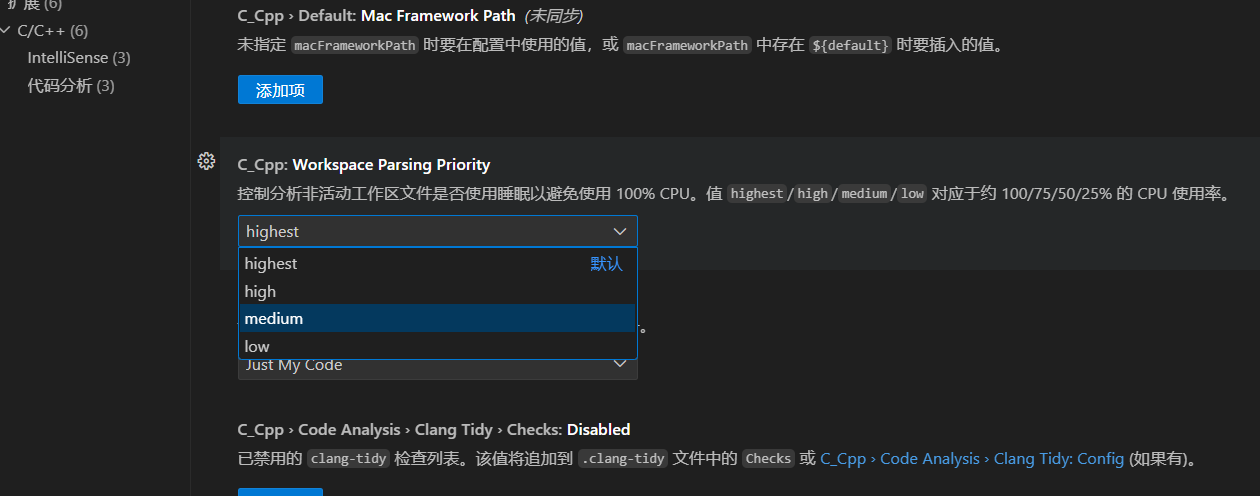 扩展 (6)
C/C++ (6)
IntelliSense (3)
代码分析 (3)
C_Cpp › Default: Mac Framework Path (未同步)
未指定 macFrameworkPath 时要在配置中使用的值，或 macFrameworkPath 中存在 ${default} 时要插入的值。
添加项
C_Cpp: Workspace Parsing Priority
控制分析非活动工作区文件是否使用睡眠以避免使用 100% CPU。值 highest/high/medium/low 对应于约 100/75/50/25% 的 CPU 使用率。
highest
highest 默认
high
medium
low
Just My Code
C_Cpp › Code Analysis › Clang Tidy › Checks: Disabled
已禁用的 clang-tidy 检查列表。该值将追加到 .clang-tidy 文件中的 Checks 或 C_Cpp › Code Analysis › Clang Tidy: Config (如果有)。